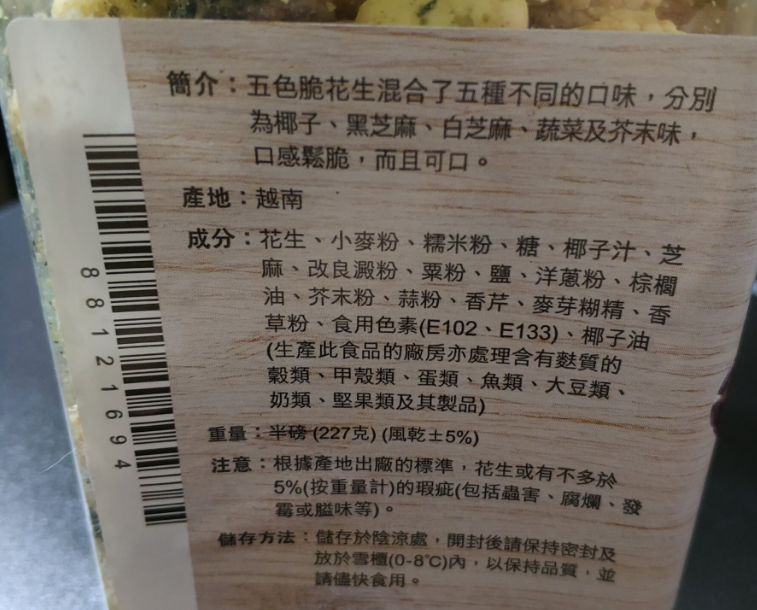 簡介：五色脆花生混合了五種不同的口味，分別
為椰子、黑芝麻、白芝麻、蔬菜及芥末味，
口感鬆脆，而且可口。
產地：越南
成分：花生、小麥粉、糯米粉、糖、椰子汁、芝
麻、改良澱粉、粟粉、鹽、洋蔥粉、棕櫚
油、芥末粉、蒜粉、香芹、麥芽糊精、香
草粉、食用色素(E102、E133)、椰子油
(生產此食品的廠房亦處理含有麩質的
穀類、甲殼類、蛋類、魚類、大豆類、
奶類、堅果類及其製品)
重量：半磅 (227克) (風乾±5%)
注意：根據產地出廠的標準，花生或有不多於
5%(按重量計)的瑕疵(包括蟲害、腐爛、發
霉或膉味等)。
儲存方法：儲存於陰涼處，開封後請保持密封及
放於雪櫃(0-8℃)內，以保持品質，並
請儘快食用。
88121694